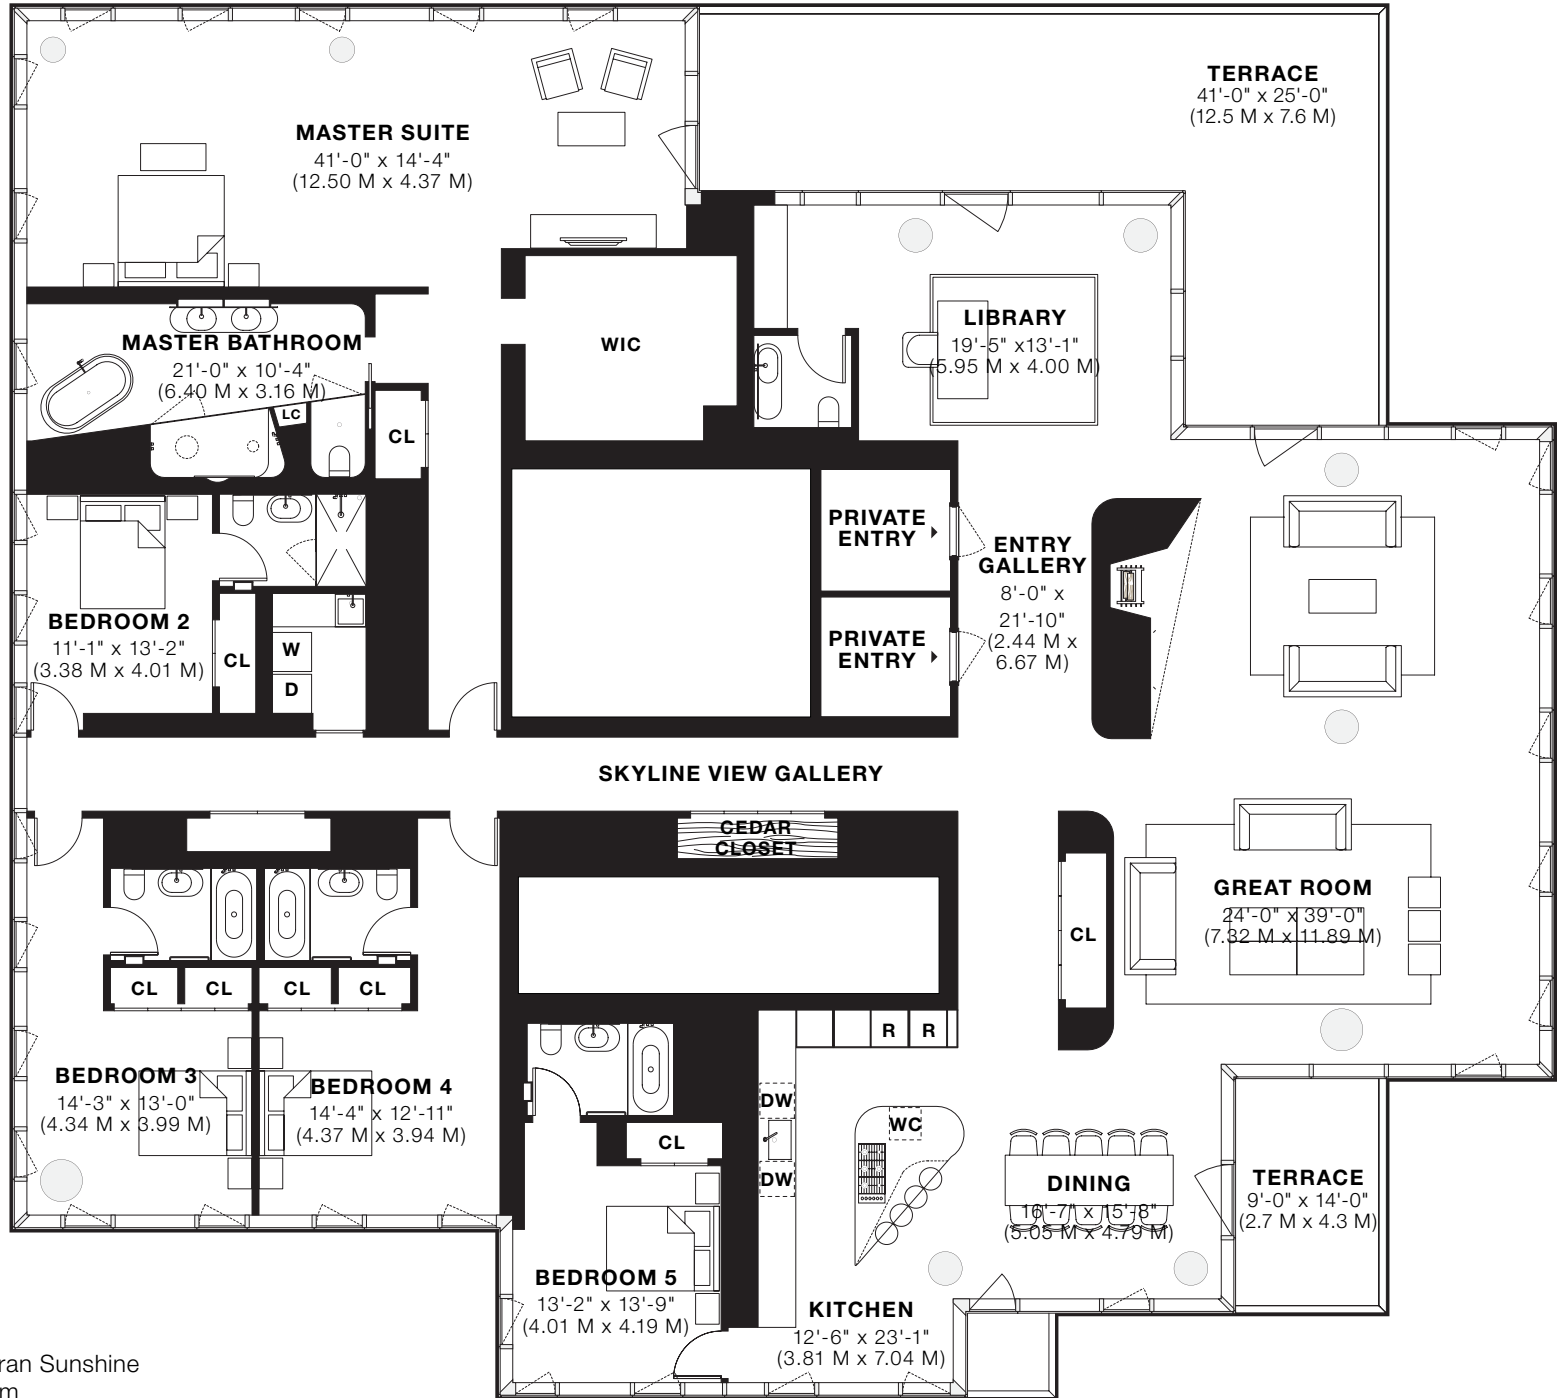 TERRACE
41'-0" x 25'-0"
(12.5 M x 7.6 M)
MASTER SUITE
41'-0" x 14'-4"
(12.50 M x 4.37 M)
LIBRARY
19'-5" x13'-1"
(5.95 M x 4.00 M)
MASTER BATHROOM
21'-0" x 10'-4"
(6.40 M x 3.16 M)
WIC
LC
CL
PRIVATE
ENTRY
ENTRY
GALLERY
8'-0" x
21'-10"
(2.44 M x
6.67 M)
PRIVATE
ENTRY
BEDROOM 2
11'-1" x 13'-2"
(3.38 M x 4.01 M)
CL
W
D
SKYLINE VIEW GALLERY
CEDAR
CLOSET
GREAT ROOM
24'-0" x 39'-0"
(7.32 M x 11.89 M)
CL
CL
CL
CL
CL
R
R
BEDROOM 3
14'-3" x 13'-0"
(4.34 M x 3.99 M)
BEDROOM 4
14'-4" x 12'-11"
(4.37 M x 3.94 M)
CL
DW
WC
DW
DINING
16'-7" x 15'-8"
(5.05 M x 4.79 M)
TERRACE
9'-0" x 14'-0"
(2.7 M x 4.3 M)
BEDROOM 5
13'-2" x 13'-9"
(4.01 M x 4.19 M)
KITCHEN
12'-6" x 23'-1"
(3.81 M x 7.04 M)
ran Sunshine
m